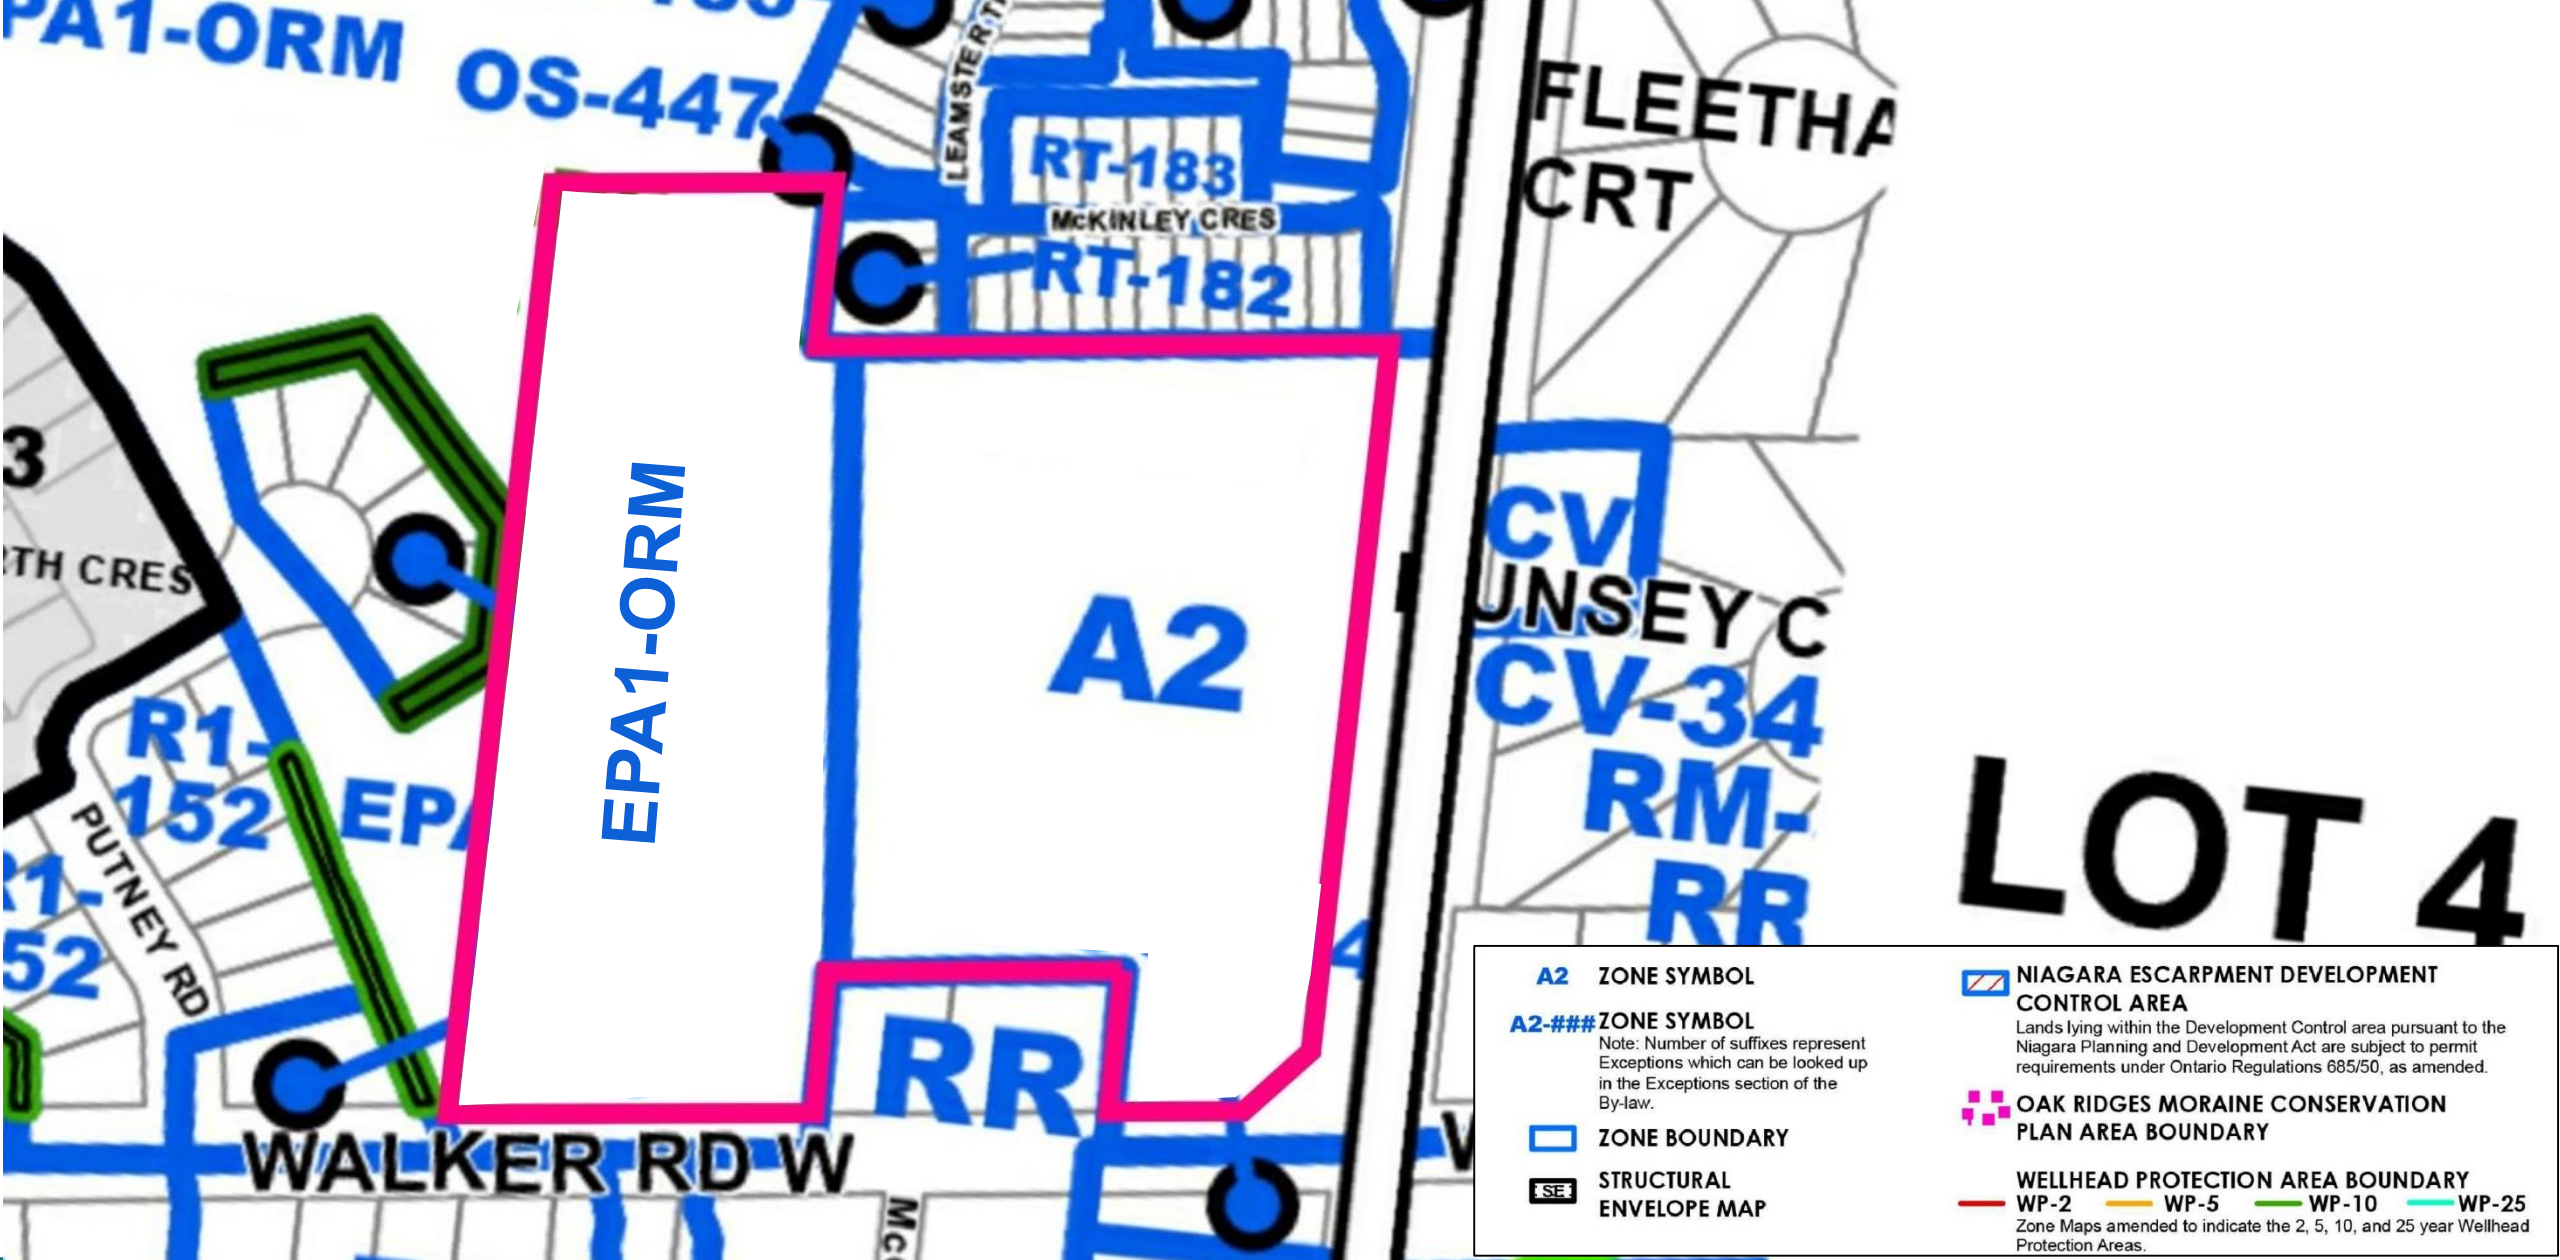 PA1-ORM
OS-447
LEAMSTER
RT-183
McKINLEY CRES
RT-182
FLEETHA
CRT
3
TH CRES
EPA1-ORM
A2
CV
UNSEY C
CV-34
RM-
RR
LOT 4
R1-
152
EPA
PUTNEY RD
R1-
52
4
RR
WALKER RD W
Mc
A2 ZONE SYMBOL
A2-### ZONE SYMBOL
Note: Number of suffixes represent
Exceptions which can be looked up
in the Exceptions section of the
By-law.
ZONE BOUNDARY
SE STRUCTURAL
ENVELOPE MAP
NIAGARA ESCARPMENT DEVELOPMENT
CONTROL AREA
Lands lying within the Development Control area pursuant to the
Niagara Planning and Development Act are subject to permit
requirements under Ontario Regulations 685/50, as amended.
OAK RIDGES MORAINE CONSERVATION
PLAN AREA BOUNDARY
WELLHEAD PROTECTION AREA BOUNDARY
WP-2 WP-5 WP-10 WP-25
Zone Maps amended to indicate the 2, 5, 10, and 25 year Wellhead
Protection Areas.